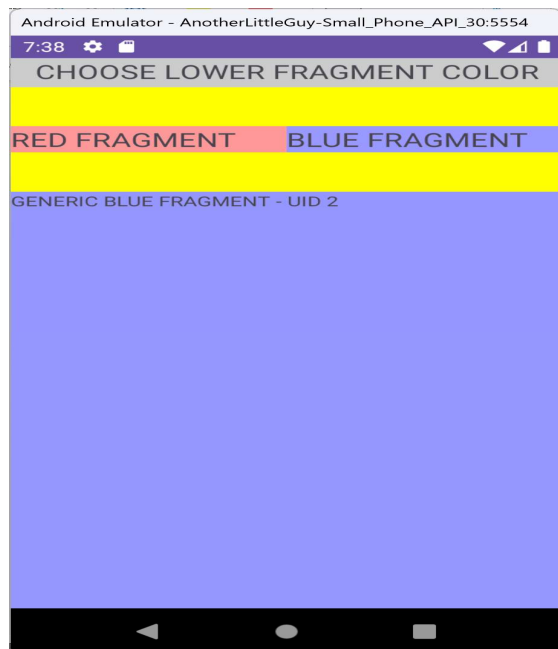 Android Emulator - AnotherLittleGuy-Small_Phone_API_30:5554
7:38
CHOOSE LOWER FRAGMENT COLOR
RED FRAGMENT BLUE FRAGMENT
GENERIC BLUE FRAGMENT - UID 2